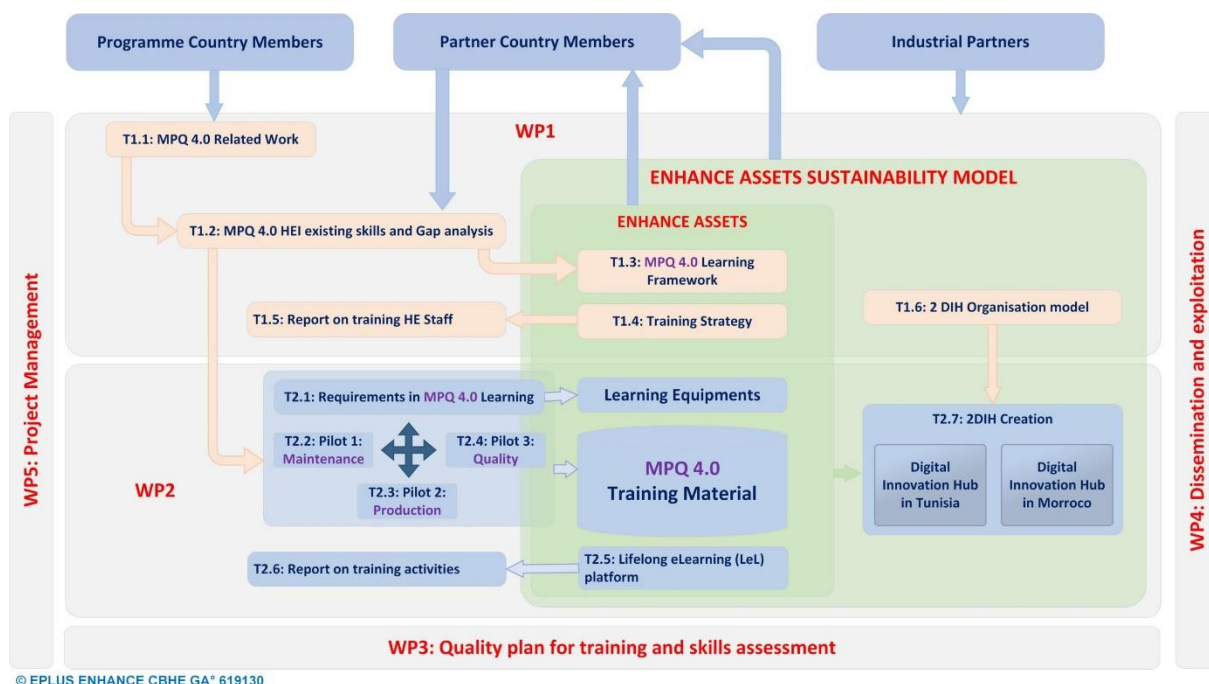 Programme Country Members
Partner Country Members
Industrial Partners
WP1
T1.1: MPQ 4.0 Related Work
ENHANCE ASSETS SUSTAINABILITY MODEL
ENHANCE ASSETS
T1.2: MPQ 4.0 HEI existing skills and Gap analysis
T1.3: MPQ 4.0 Learning
Framework
T1.5: Report on training HE Staff
T1.4: Training Strategy
T1.6: 2 DIH Organisation model
WP5: Project Management
WP4: Dissemination and exploitation
WP2
T2.1: Requirements in MPQ 4.0 Learning
Learning Equipments
T2.2: Pilot 1:
Maintenance
T2.4: Pilot 3:
Quality
T2.3: Pilot 2:
Production
MPQ 4.0
Training Material
T2.7: 2DIH Creation
Digital
Innovation Hub
in Tunisia
Digital
Innovation Hub
in Morroco
T2.6: Report on training activities
T2.5: Lifelong eLearning (LeL)
platform
WP3: Quality plan for training and skills assessment
© EPLUS ENHANCE CBHE GA° 619130